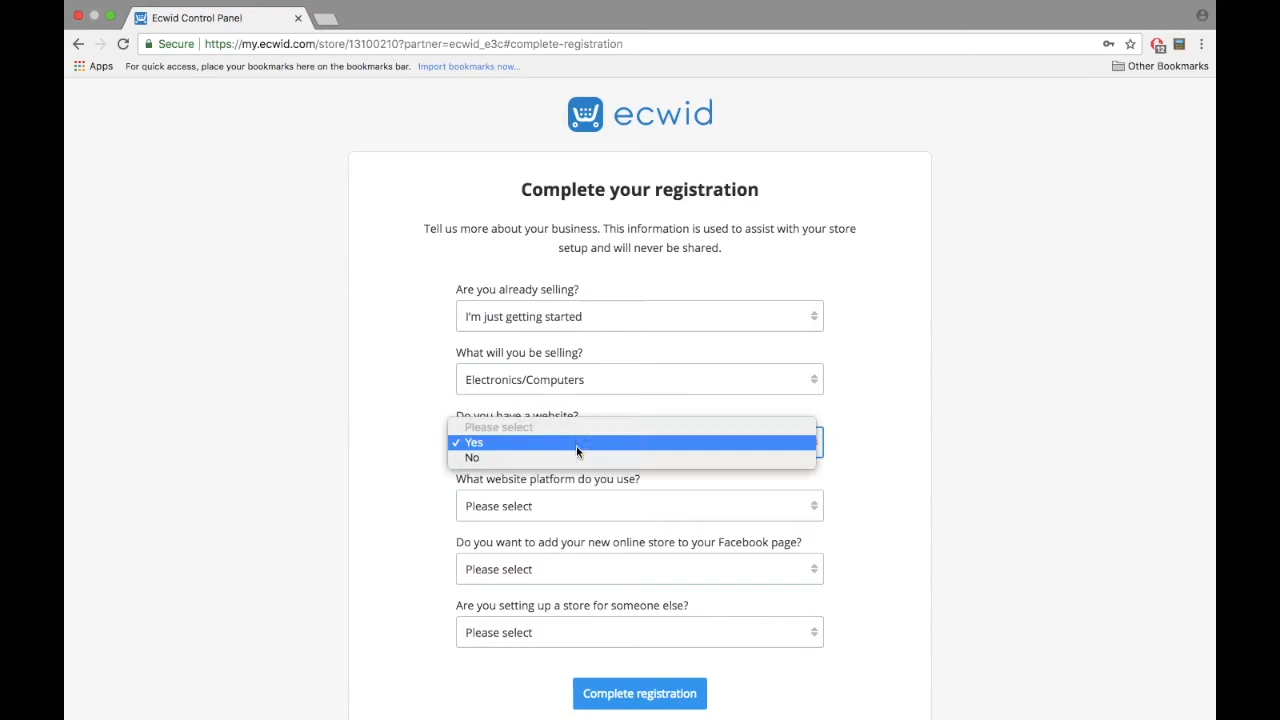 Ecwid Control Panel
Secure https://my.ecwid.com/store/13100210?partner=ecwid_e3c#complete-registration
12
Apps For quick access, place your bookmarks here on the bookmarks bar. Import bookmarks now... Other Bookmarks
ecwid
Complete your registration
Tell us more about your business. This information is used to assist with your store
setup and will never be shared.
Are you already selling?
I'm just getting started
What will you be selling?
Electronics/Computers
Do you have a website?
Please select
Yes
No
What website platform do you use?
Please select
Do you want to add your new online store to your Facebook page?
Please select
Are you setting up a store for someone else?
Please select
Complete registration